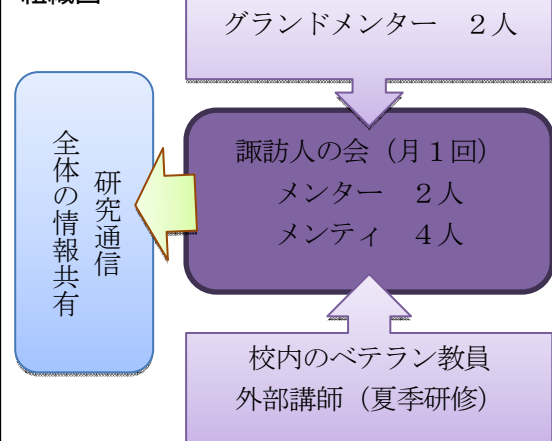 グランドメンター　２人
諏訪人の会（月１回）
メンター　２人
メンティ　４人
研究通信
全体の情報共有
校内のベテラン教員
外部講師（夏季研修）